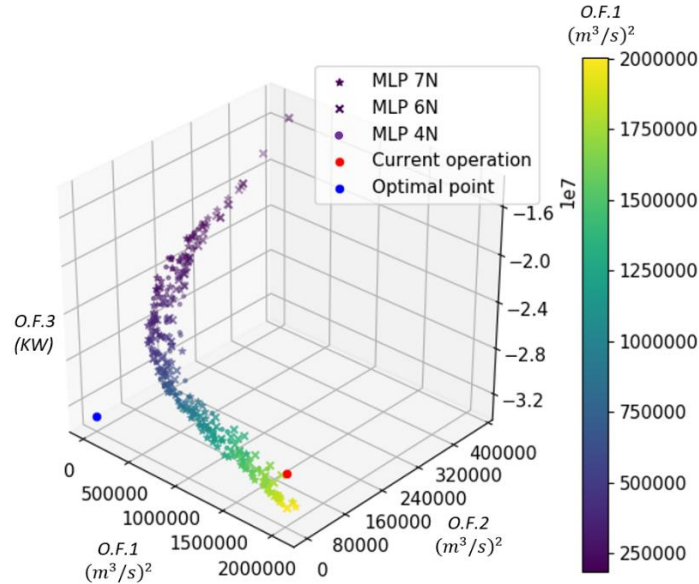 O.F.1
(m³/s)²
MLP 7N
MLP 6N
MLP 4N
Current operation
Optimal point
1e7
−1.6
−2.0
−2.4
−2.8
−3.2
O.F.3
(KW)
0
500000
1000000
1500000
2000000
O.F.1
(m³/s)²
0
80000
160000
240000
320000
400000
O.F.2
(m³/s)²
2000000
1750000
1500000
1250000
1000000
750000
500000
250000